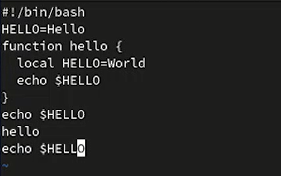 #!/bin/bash
HELLO=Hello
function hello {
  local HELLO=World
  echo $HELLO
}
echo $HELLO
hello
echo $HELLO
~